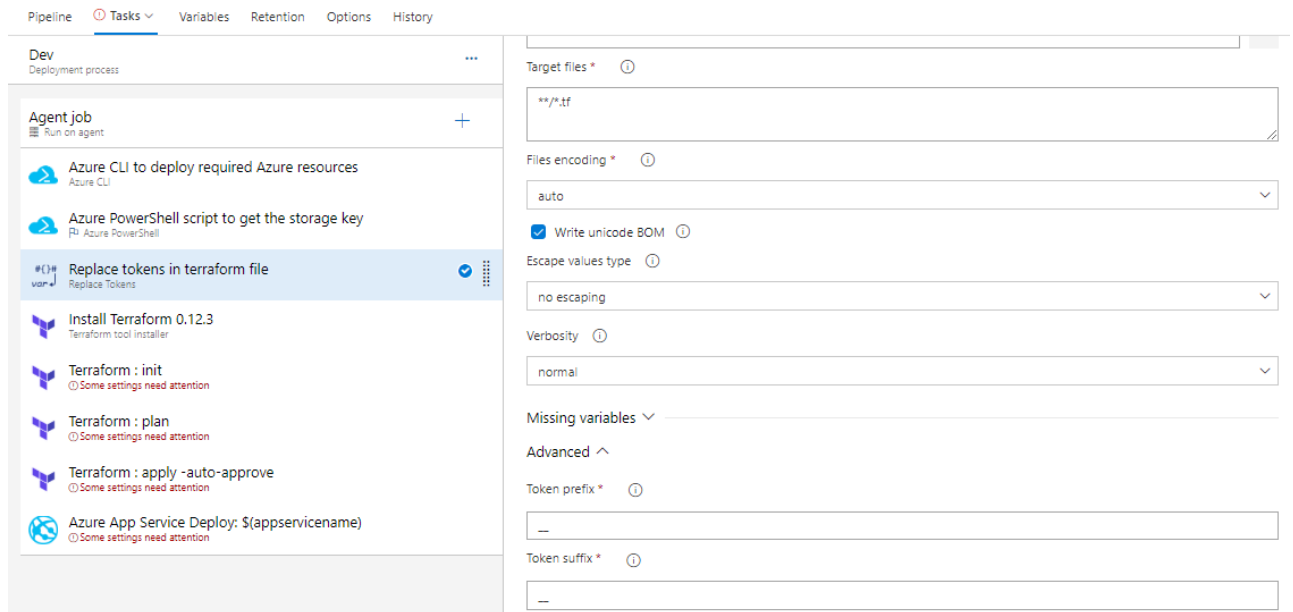 Pipeline Tasks Variables Retention Options History
Dev
Deployment process
Agent job
Run on agent
Azure CLI to deploy required Azure resources
Azure CLI
Azure PowerShell script to get the storage key
Azure PowerShell
#{}#
var
Replace tokens in terraform file
Replace Tokens
Install Terraform 0.12.3
Terraform tool installer
Terraform : init
Some settings need attention
Terraform : plan
Some settings need attention
Terraform : apply -auto-approve
Some settings need attention
Azure App Service Deploy: $(appservicename)
Some settings need attention
Target files *
**/*.tf
Files encoding *
auto
Write unicode BOM
Escape values type
no escaping
Verbosity
normal
Missing variables
Advanced
Token prefix *
__
Token suffix *
__